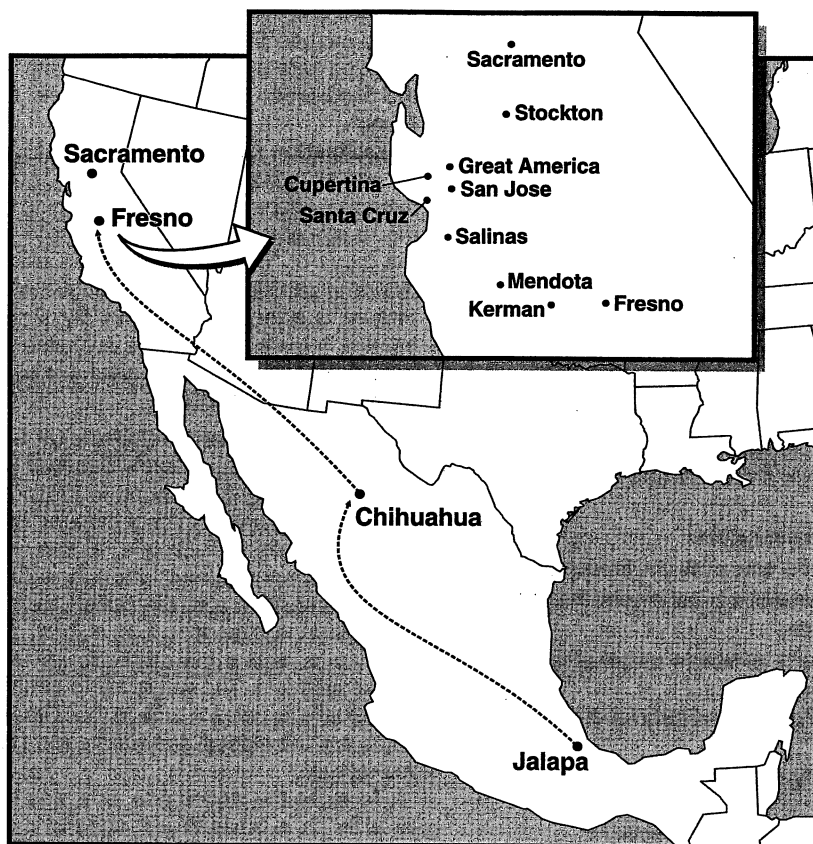 Sacramento
Stockton
Great America
Cupertina
San Jose
Santa Cruz
Salinas
Mendota
Kerman
Fresno
Sacramento
Fresno
Chihuahua
Jalapa